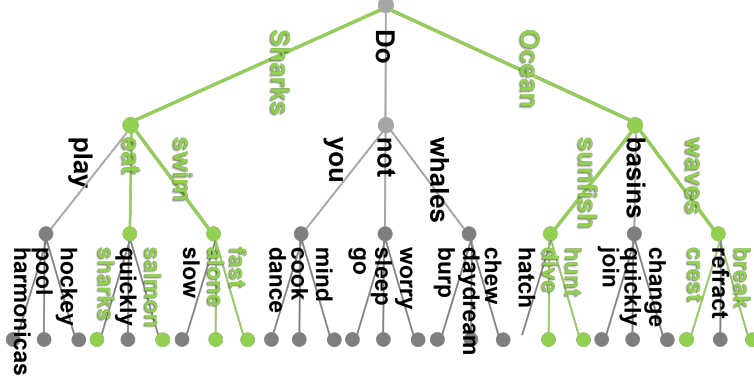 Sharks
Do
Ocean
play
eat
swim
you
not
whales
sunfish
basins
waves
harmonicas
pool
hockey
sharks
quickly
salmon
slow
alone
fast
dance
cook
mind
go
sleep
worry
burp
daydream
chew
hatch
dive
hunt
join
quickly
change
crest
refract
break